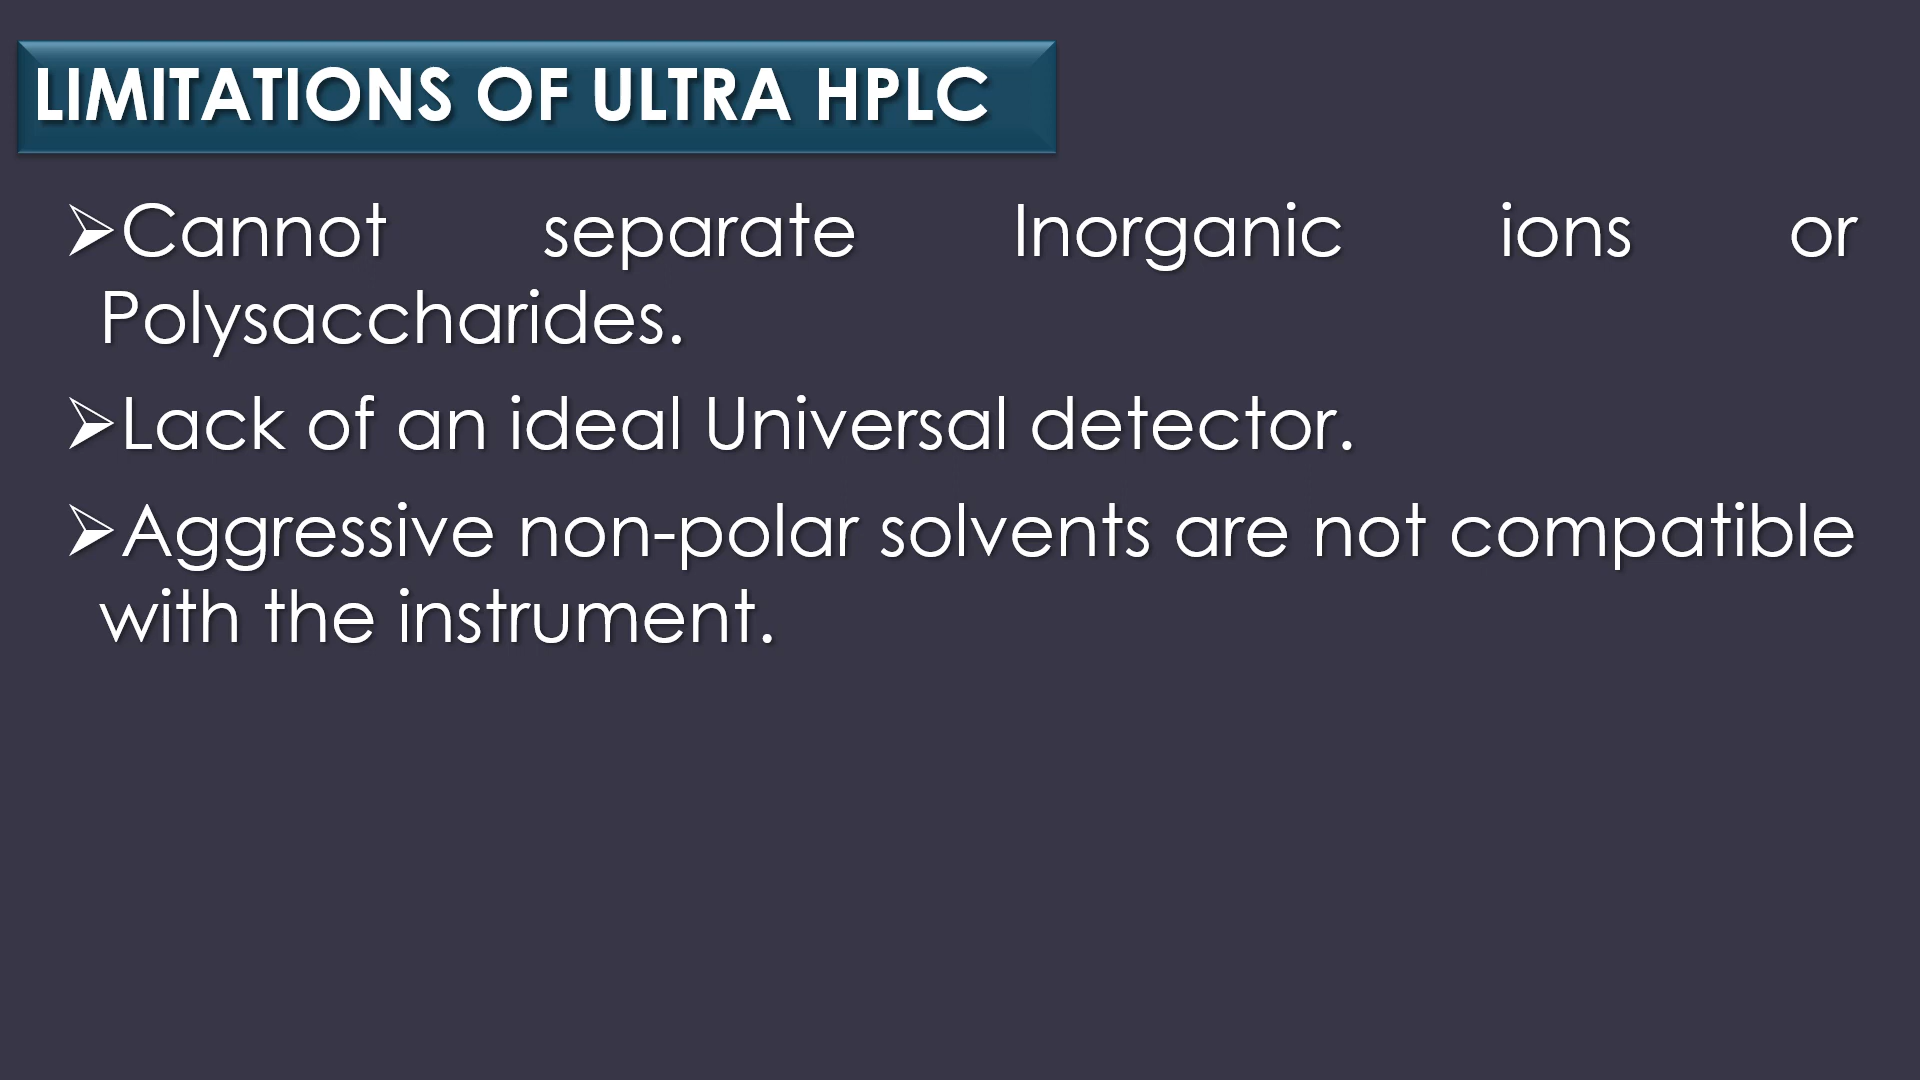 LIMITATIONS OF ULTRA HPLC
➢Cannot separate Inorganic ions or
Polysaccharides.
➢Lack of an ideal Universal detector.
➢Aggressive non-polar solvents are not compatible
with the instrument.